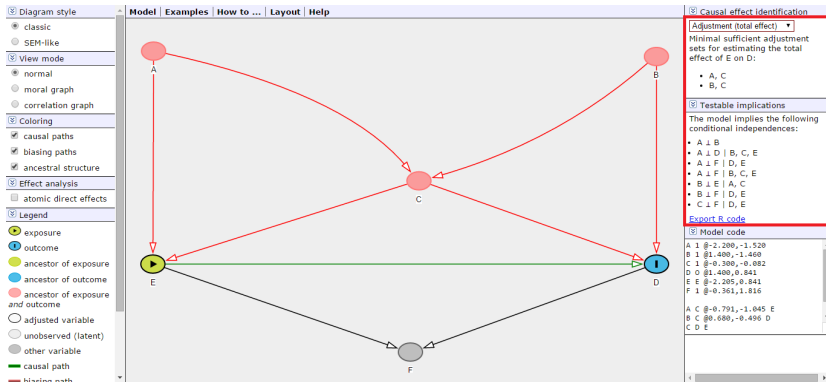 Diagram style
classic
SEM-like
View mode
normal
moral graph
correlation graph
Coloring
causal paths
biasing paths
ancestral structure
Effect analysis
atomic direct effects
Legend
exposure
outcome
ancestor of exposure
ancestor of outcome
ancestor of exposure
and outcome
adjusted variable
unobserved (latent)
other variable
causal path
biasing path
Model | Examples | How to ... | Layout | Help
A
B
C
E
D
F
Causal effect identification
Adjustment (total effect)
Minimal sufficient adjustment
sets for estimating the total
effect of E on D:
• A, C
• B, C
Testable implications
The model implies the following
conditional independences:
• A ⊥ B
• A ⊥ D | B, C, E
• A ⊥ F | D, E
• A ⊥ F | B, C, E
• B ⊥ E | A, C
• B ⊥ F | D, E
• C ⊥ F | D, E
Export R code
Model code
A 1 @-2.200,-1.520
B 1 @1.400,-1.460
C 1 @-0.300,-0.082
D O @1.400,0.841
E E @-2.205,0.841
F 1 @-0.361,1.816
A C @-0.791,-1.045 E
B C @0.680,-0.496 D
C D E